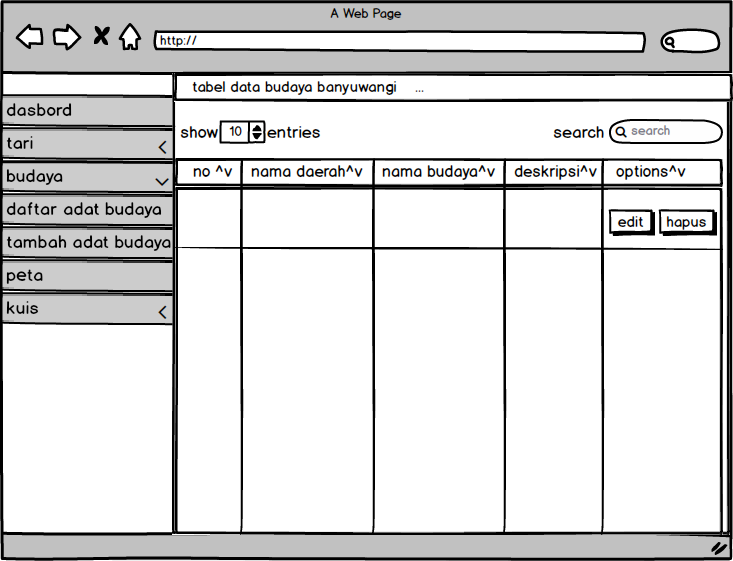 A Web Page
http://
tabel data budaya banyuwangi ...
dasbord
tari
budaya
daftar adat budaya
tambah adat budaya
peta
kuis
show 10 entries
search search
no ^v nama daerah^v nama budaya^v deskripsi^v options^v
edit hapus